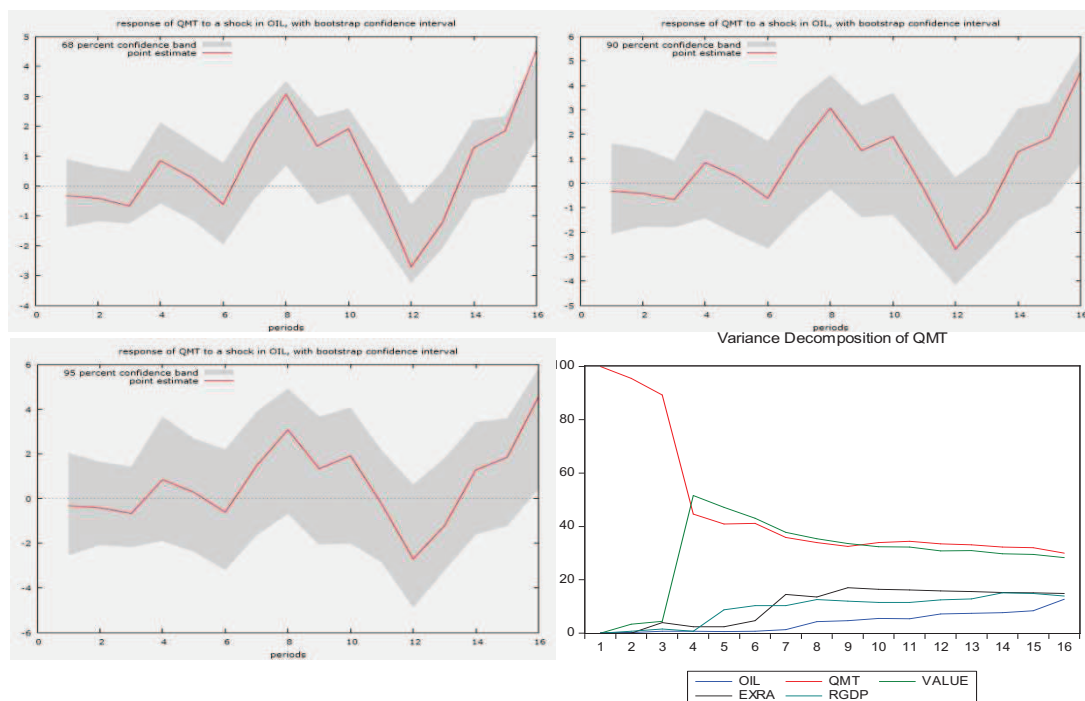 response of QMT to a shock in OIL, with bootstrap confidence interval
5
68 percent confidence band
point estimate
4
3
2
1
0
-1
-2
-3
-4
0 2 4 6 8 10 12 14 16
periods
response of QMT to a shock in OIL, with bootstrap confidence interval
6
90 percent confidence band
point estimate
5
4
3
2
1
0
-1
-2
-3
-4
-5
0 2 4 6 8 10 12 14 16
periods
response of QMT to a shock in OIL, with bootstrap confidence interval
6
95 percent confidence band
point estimate
4
2
0
-2
-4
-6
0 2 4 6 8 10 12 14 16
periods
Variance Decomposition of QMT
100
80
60
40
20
0
1 2 3 4 5 6 7 8 9 10 11 12 13 14 15 16
OIL QMT VALUE
EXRA RGDP